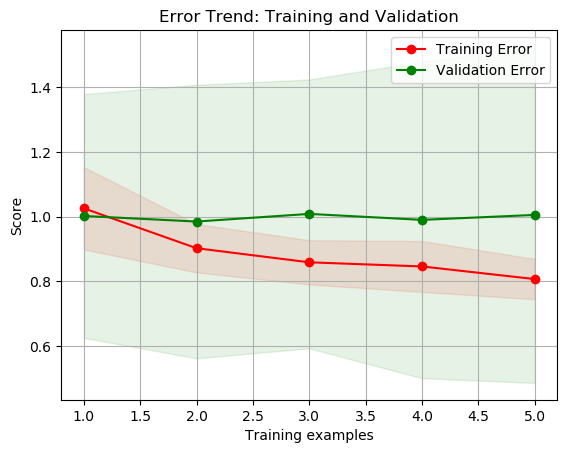 Error Trend: Training and Validation
Training Error
Validation Error
Score
1.4
1.2
1.0
0.8
0.6
1.0 1.5 2.0 2.5 3.0 3.5 4.0 4.5 5.0
Training examples